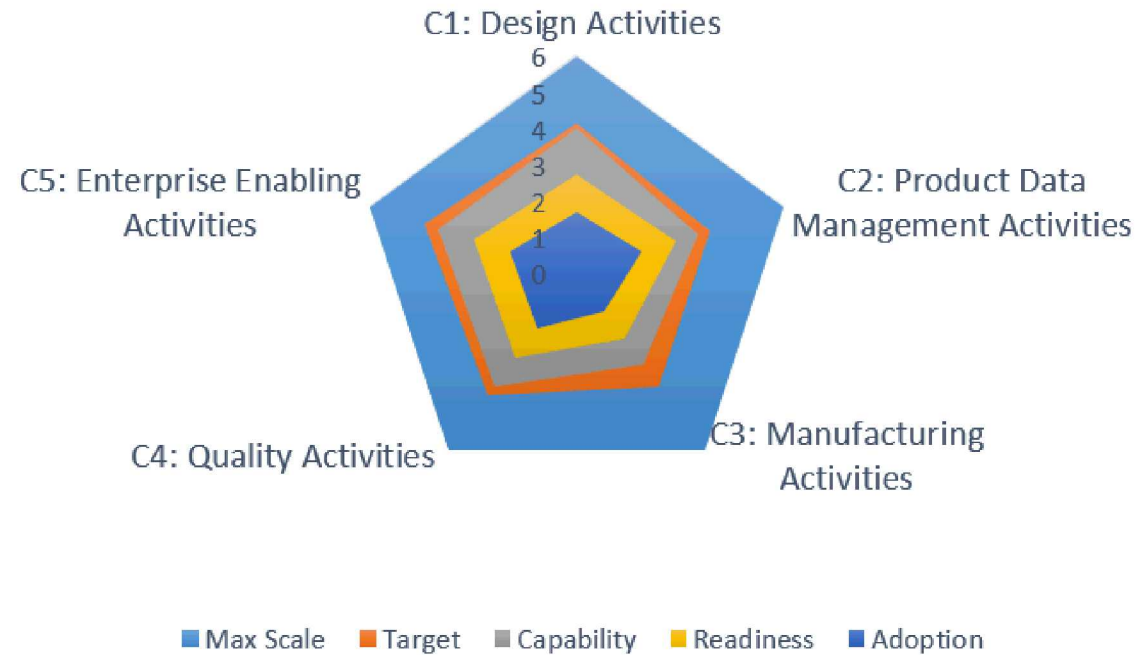 C1: Design Activities
6
5
4
3
2
1
0
C5: Enterprise Enabling
Activities
C2: Product Data
Management Activities
C4: Quality Activities
C3: Manufacturing
Activities
Max Scale Target Capability Readiness Adoption